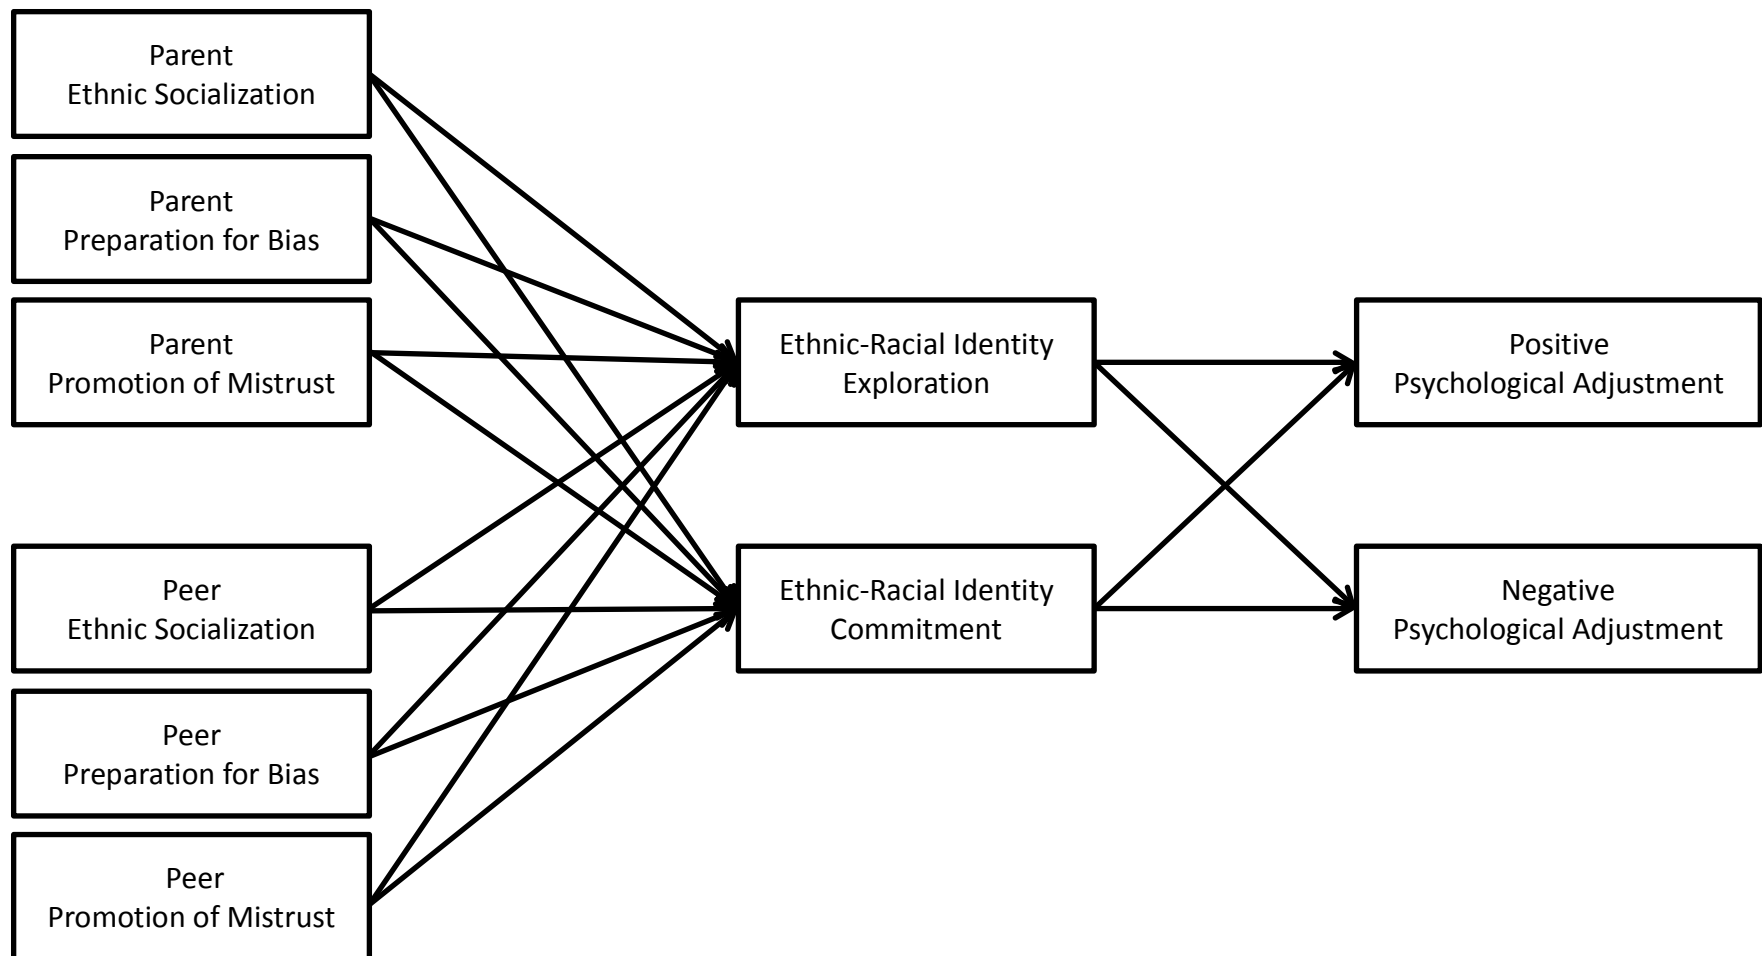 Parent
Ethnic Socialization
Parent
Preparation for Bias
Parent
Promotion of Mistrust
Peer
Ethnic Socialization
Peer
Preparation for Bias
Peer
Promotion of Mistrust
Ethnic-Racial Identity
Exploration
Ethnic-Racial Identity
Commitment
Positive
Psychological Adjustment
Negative
Psychological Adjustment